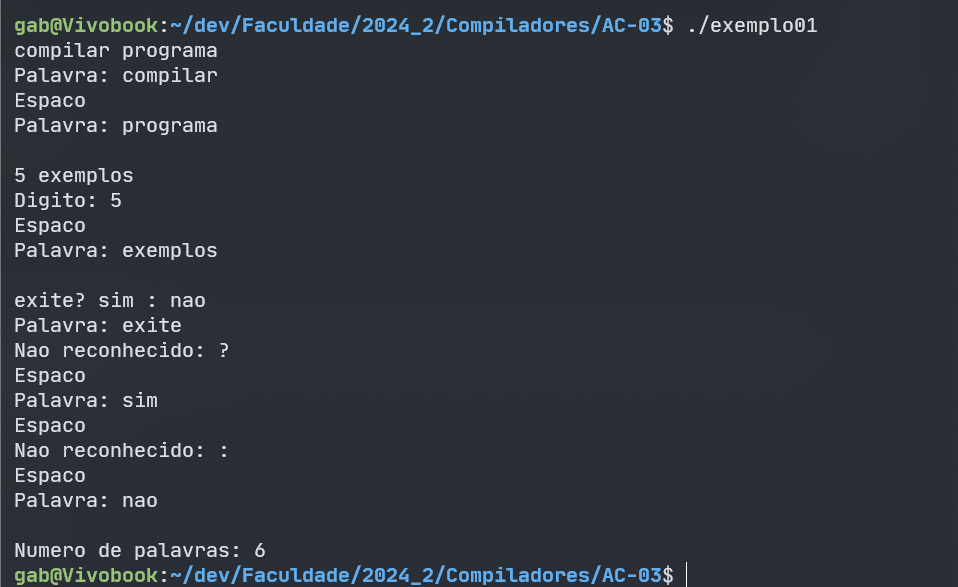 gab@Vivobook:~/dev/Faculdade/2024_2/Compiladores/AC-03$ ./exemplo01
compilar programa
Palavra: compilar
Espaco
Palavra: programa
5 exemplos
Digito: 5
Espaco
Palavra: exemplos
exite? sim : nao
Palavra: exite
Nao reconhecido: ?
Espaco
Palavra: sim
Espaco
Nao reconhecido: :
Espaco
Palavra: nao
Numero de palavras: 6
gab@Vivobook:~/dev/Faculdade/2024_2/Compiladores/AC-03$